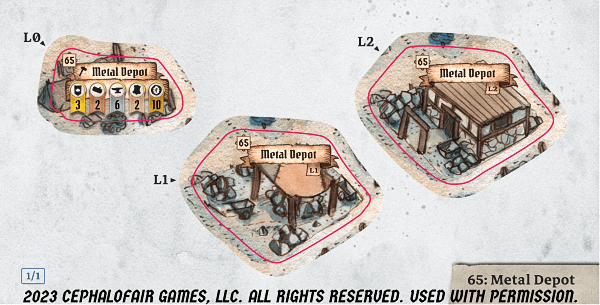 L0
65
Metal Depot
3 2 6 2 10
L2
65
Metal Depot
L2
65
Metal Depot
L1
L1
1/1
65: Metal Depot
2023 CEPHALOFAIR GAMES, LLC. ALL RIGHTS RESERVED. USED WITH PERMISSION.